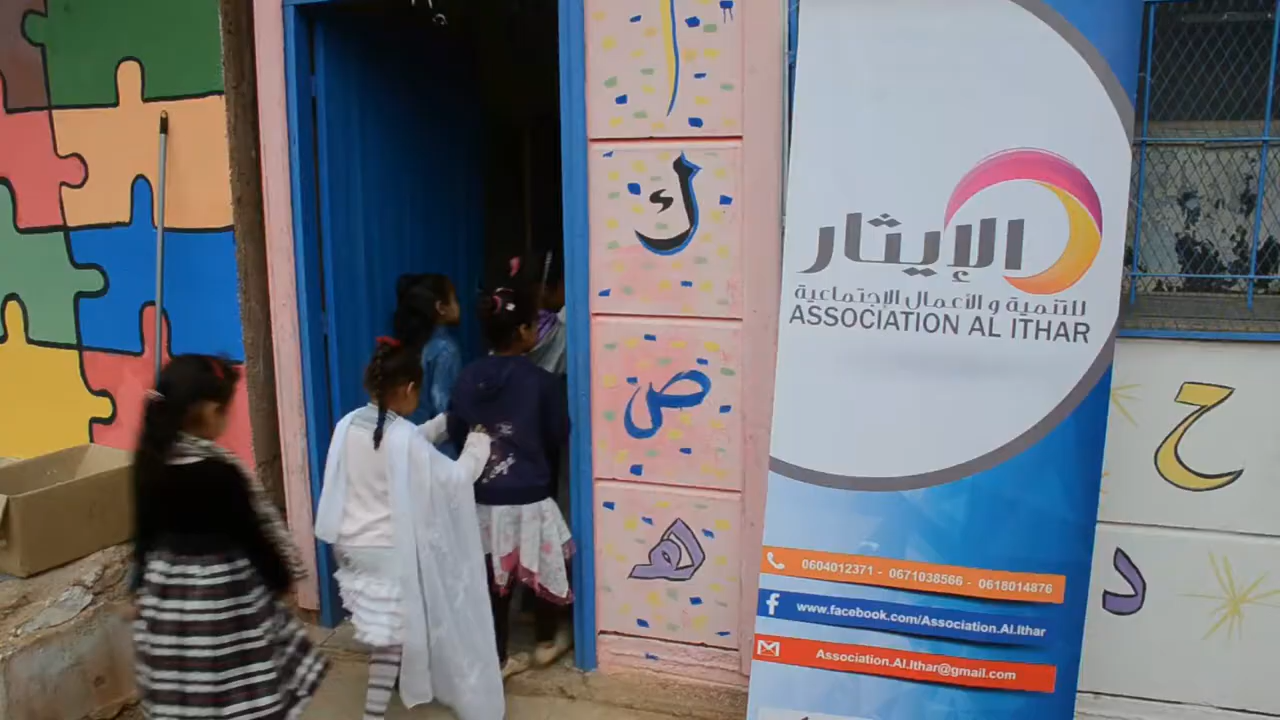 أ
ك
ص
ه
الإيثار
للتنمية و الأعمال الإجتماعية
ASSOCIATION AL ITHAR
0604012371 - 0671038566 - 0618014876
www.facebook.com/Association.Al.Ithar
Association.Al.Ithar@gmail.com
ح
د